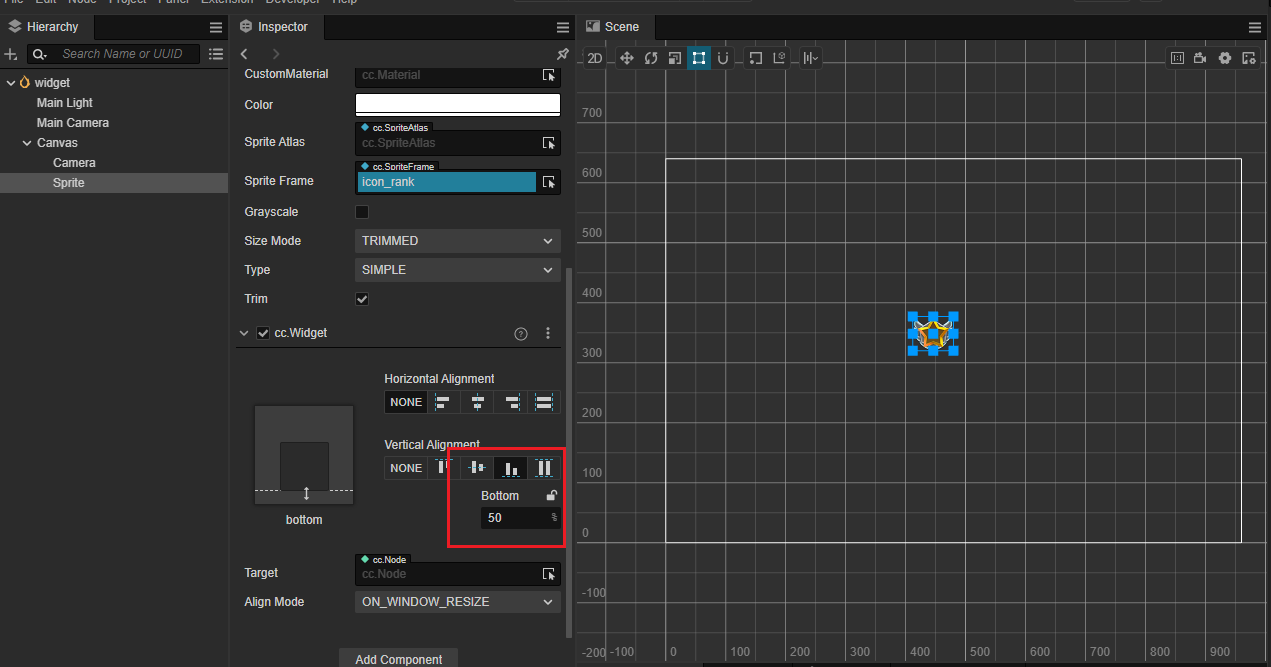 File Edit Node Project Panel Extension Developer Help
Hierarchy
Search Name or UUID
widget
Main Light
Main Camera
Canvas
Camera
Sprite
Inspector
CustomMaterial
cc.Material
Color
cc.SpriteAtlas
Sprite Atlas
cc.SpriteAtlas
cc.SpriteFrame
Sprite Frame
icon_rank
Grayscale
Size Mode
TRIMMED
Type
SIMPLE
Trim
cc.Widget
?
Horizontal Alignment
NONE
Vertical Alignment
NONE
Bottom
50
%
bottom
cc.Node
Target
cc.Node
Align Mode
ON_WINDOW_RESIZE
Add Component
Scene
2D
700
600
500
400
300
200
100
0
-100
-200 -100 0 100 200 300 400 500 600 700 800 900